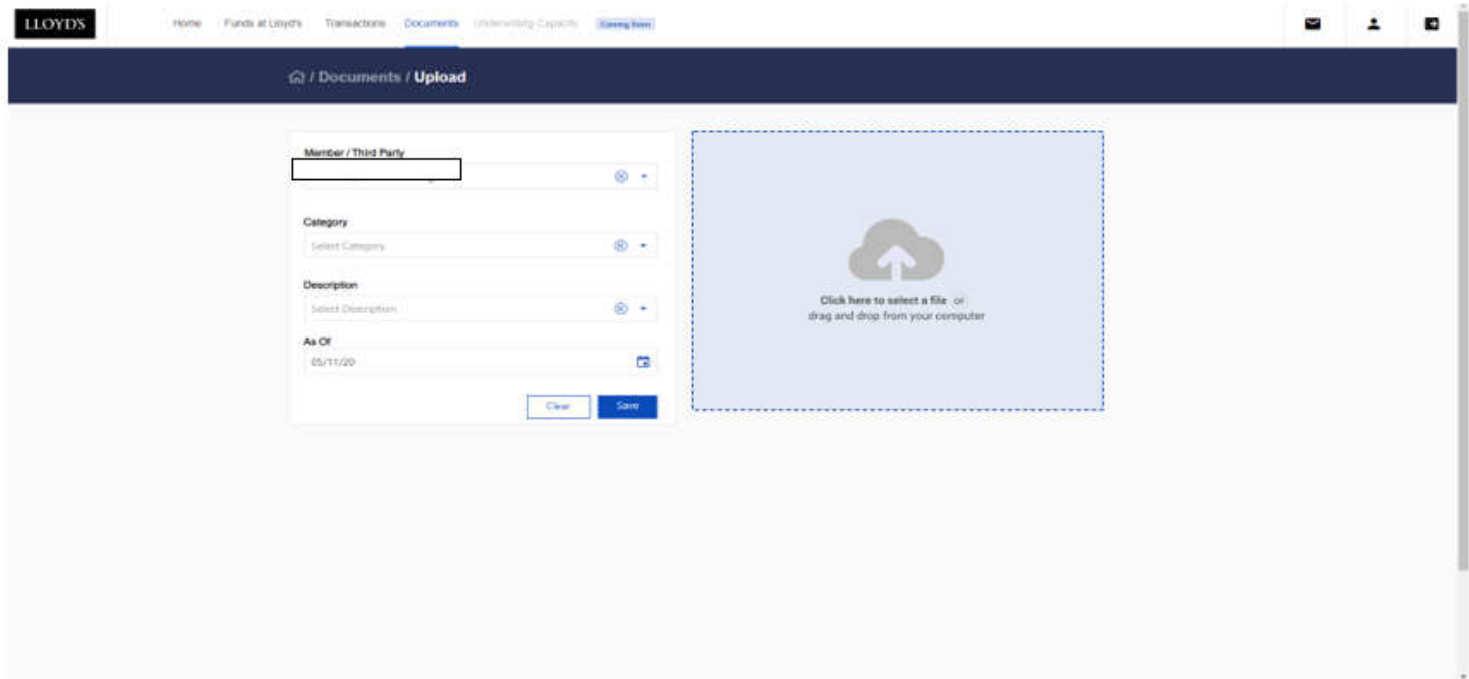 LLOYD'S
Home Funds at Lloyd's Transactions Documents Underwriting Capacity Coming Soon
/ Documents / Upload
Member / Third Party
Category
Select Category
Description
Select Description
As Of
05/11/20
Clear Save
Click here to select a file or
drag and drop from your computer